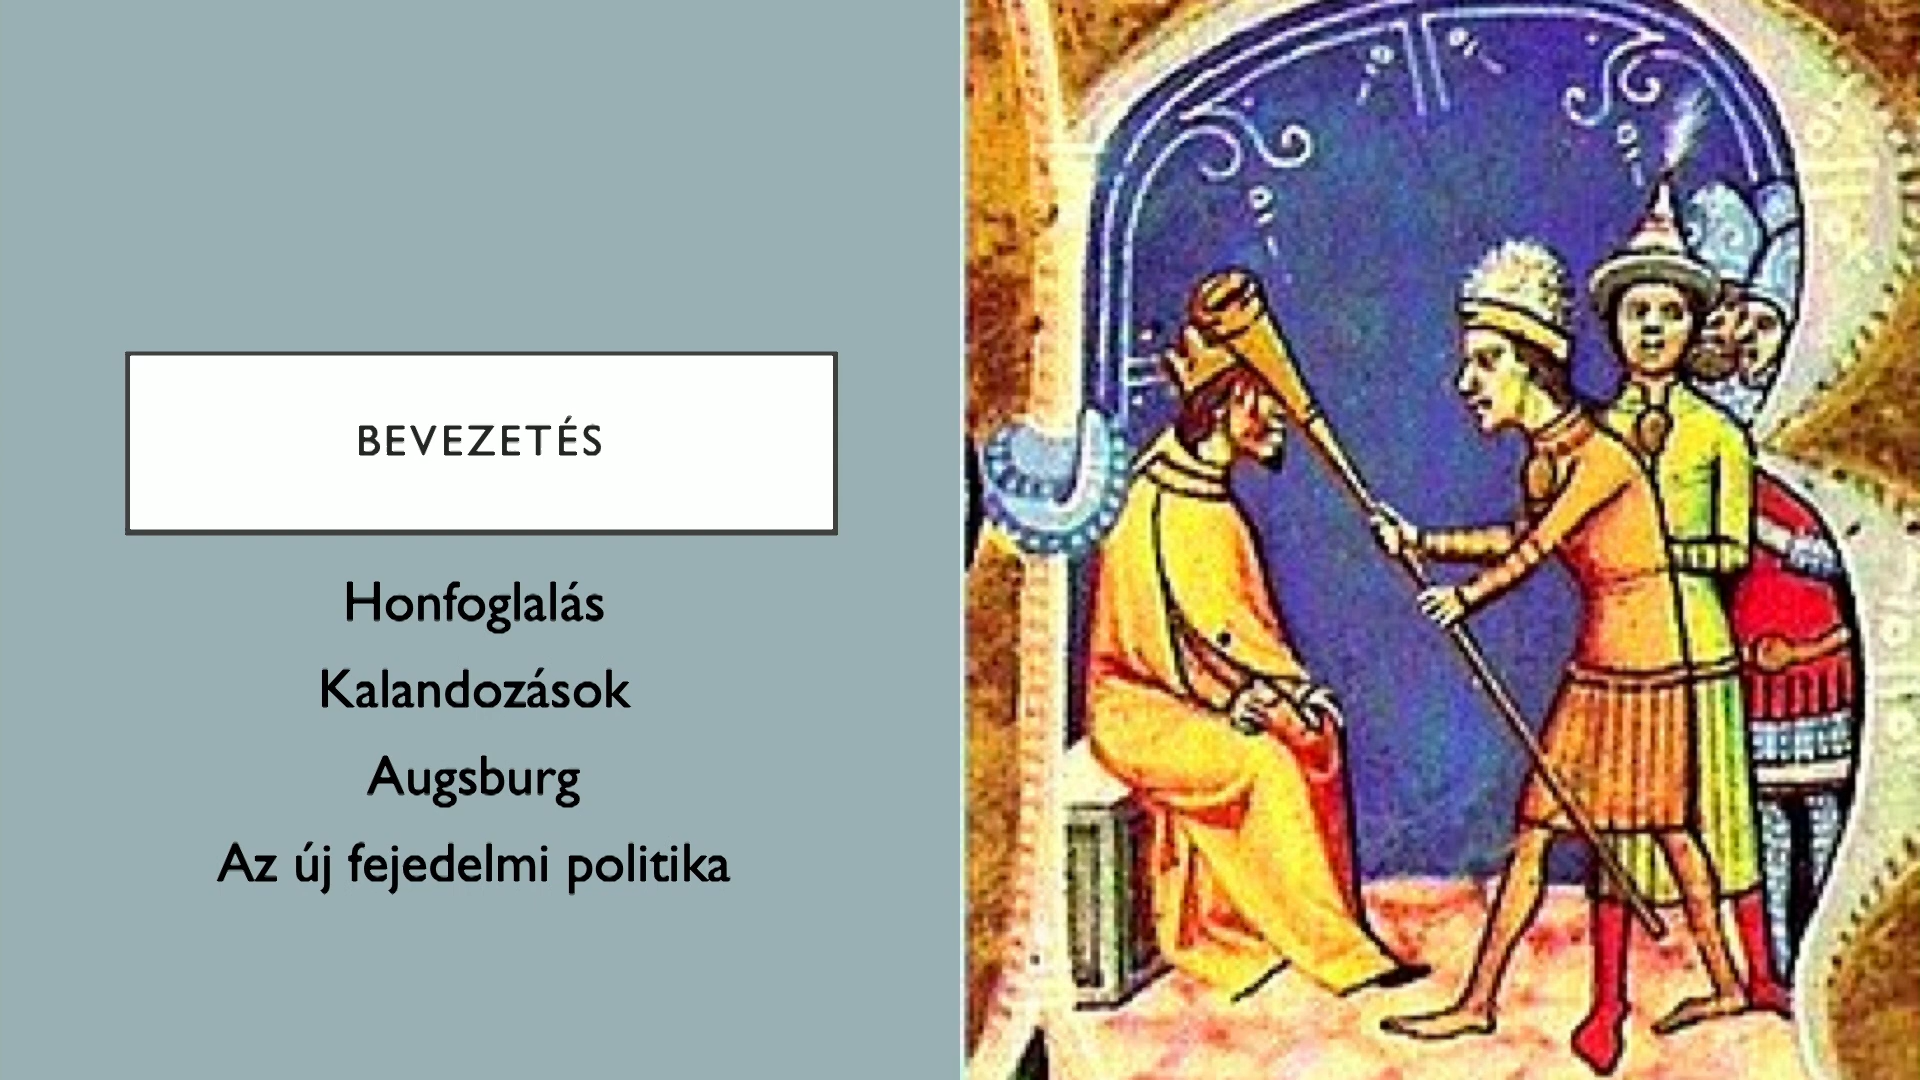 BEVEZETÉS
Honfoglalás
Kalandozások
Augsburg
Az új fejedelmi politika